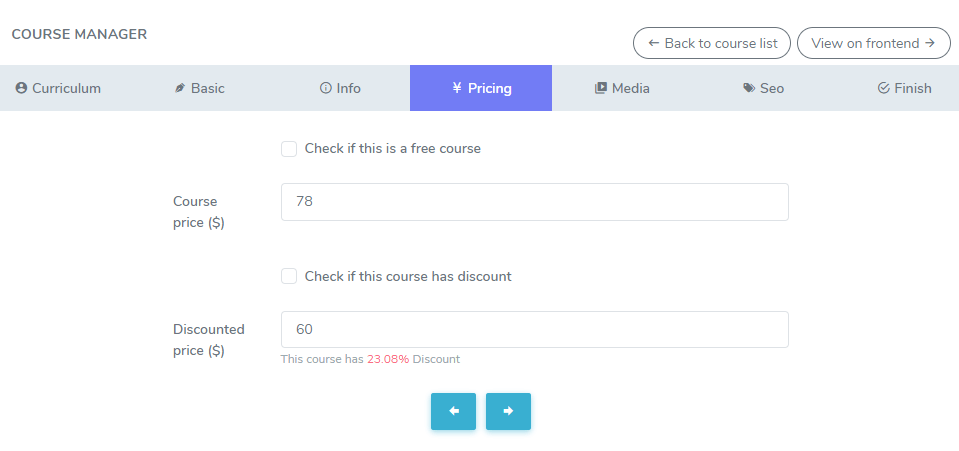 COURSE MANAGER
← Back to course list
View on frontend →
Curriculum
Basic
Info
¥ Pricing
Media
Seo
Finish
Check if this is a free course
Course
price ($)
78
Check if this course has discount
Discounted
price ($)
60
This course has 23.08% Discount